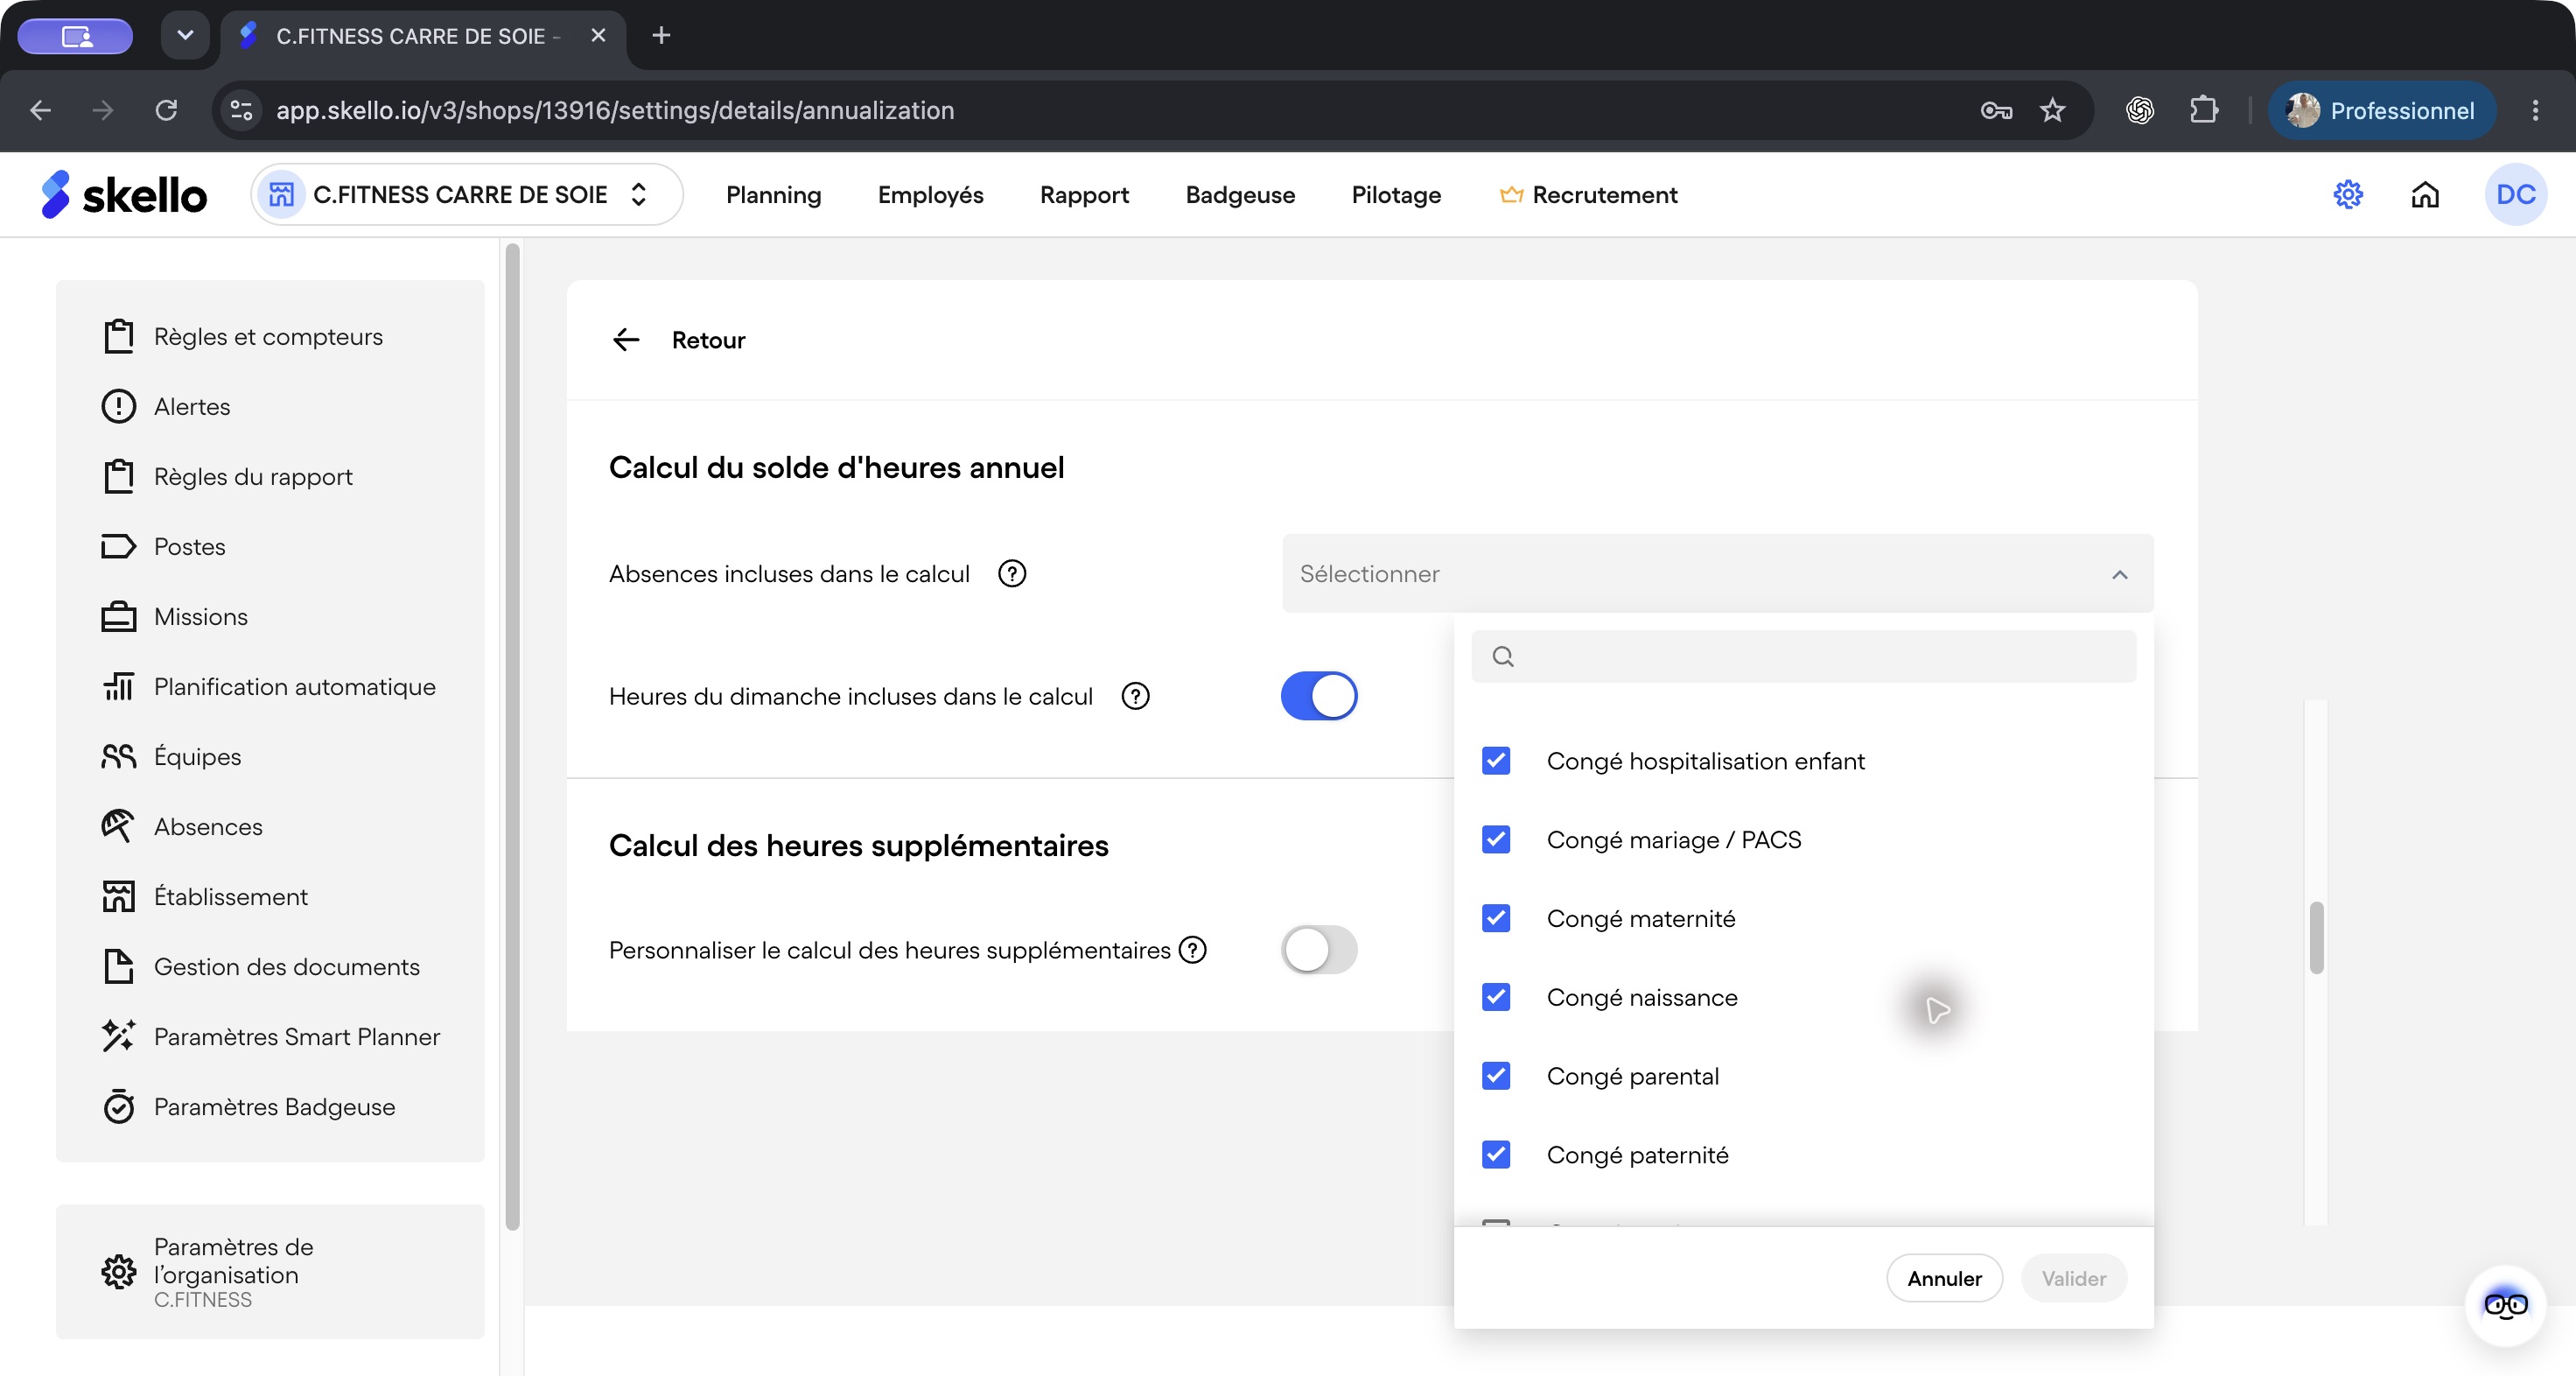 C.FITNESS CARRE DE SOIE -
app.skello.io/v3/shops/13916/settings/details/annualization
Professionnel
skello
C.FITNESS CARRE DE SOIE
Planning
Employés
Rapport
Badgeuse
Pilotage
Recrutement
DC
Règles et compteurs
Alertes
Règles du rapport
Postes
Missions
Planification automatique
Équipes
Absences
Établissement
Gestion des documents
Paramètres Smart Planner
Paramètres Badgeuse
Paramètres de
l'organisation
C.FITNESS
Retour
Calcul du solde d'heures annuel
Absences incluses dans le calcul
Sélectionner
Heures du dimanche incluses dans le calcul
Calcul des heures supplémentaires
Personnaliser le calcul des heures supplémentaires
Congé hospitalisation enfant
Congé mariage / PACS
Congé maternité
Congé naissance
Congé parental
Congé paternité
Annuler
Valider